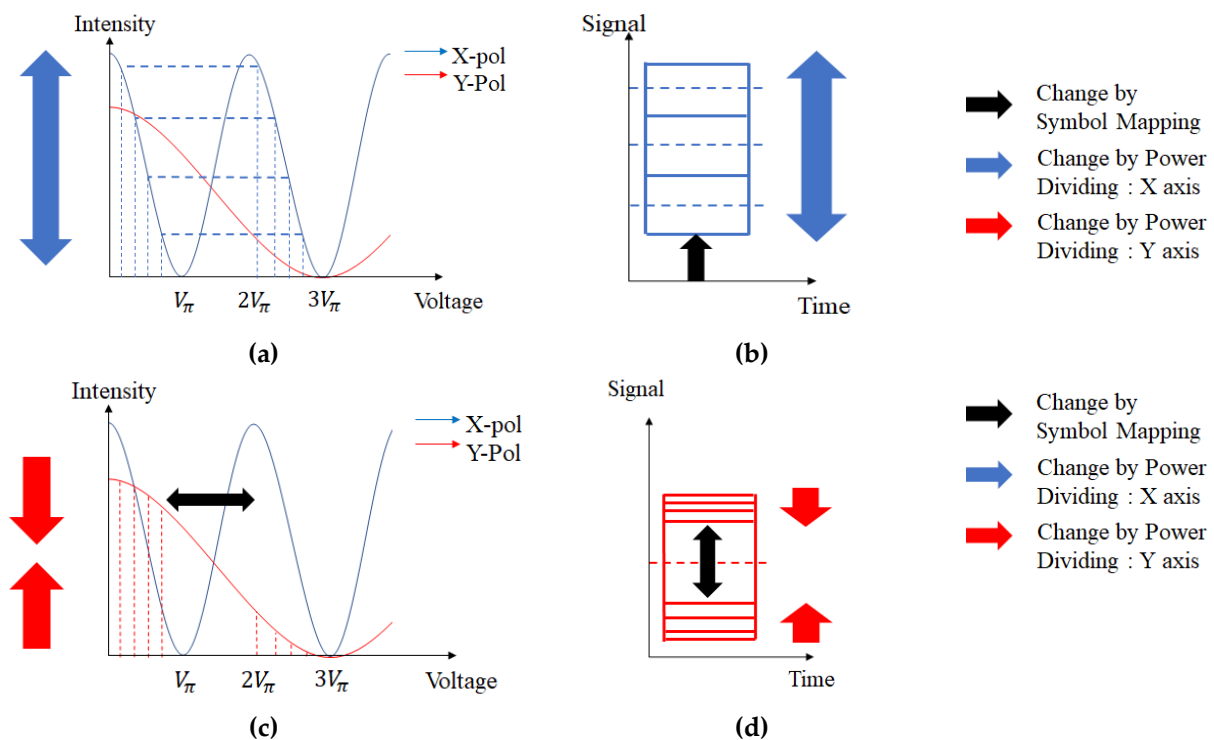 Intensity
X-pol
Y-Pol
Vπ
2Vπ
3Vπ
Voltage
(a)
Signal
Time
(b)
Change by
Symbol Mapping
Change by Power
Dividing : X axis
Change by Power
Dividing : Y axis
Intensity
X-pol
Y-Pol
Vπ
2Vπ
3Vπ
Voltage
(c)
Signal
Time
(d)
Change by
Symbol Mapping
Change by Power
Dividing : X axis
Change by Power
Dividing : Y axis